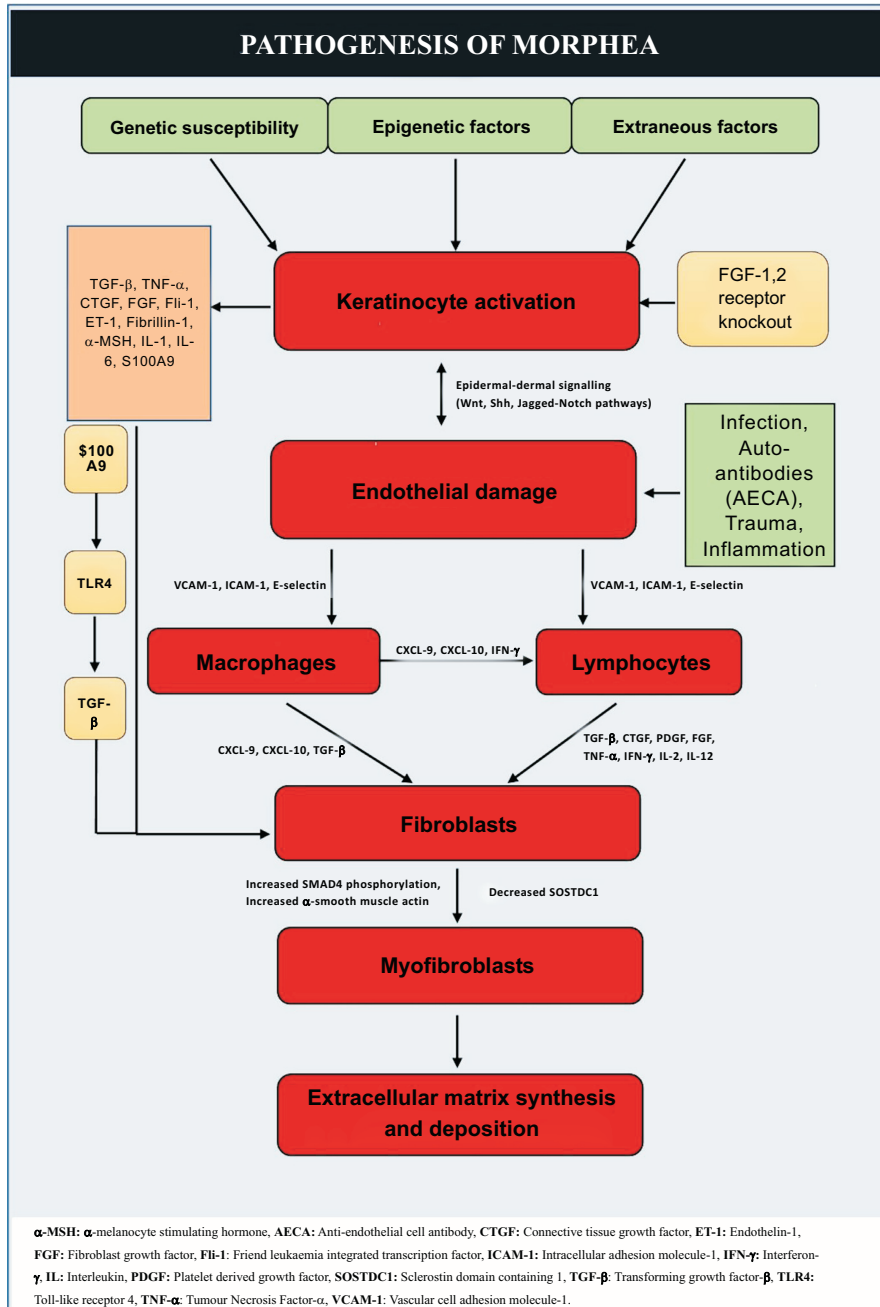 PATHOGENESIS OF MORPHEA
Genetic susceptibility
Epigenetic factors
Extraneous factors
TGF-β, TNF-α,
CTGF, FGF, Fli-1,
ET-1, Fibrillin-1,
α-MSH, IL-1, IL-
6, S100A9
Keratinocyte activation
FGF-1,2
receptor
knockout
Epidermal-dermal signalling
(Wnt, Shh, Jagged-Notch pathways)
$100
A9
TLR4
TGF-
β
Endothelial damage
Infection,
Auto-
antibodies
(AECA),
Trauma,
Inflammation
VCAM-1, ICAM-1, E-selectin
VCAM-1, ICAM-1, E-selectin
Macrophages
CXCL-9, CXCL-10, IFN-γ
Lymphocytes
CXCL-9, CXCL-10, TGF-β
TGF-β, CTGF, PDGF, FGF,
TNF-α, IFN-γ, IL-2, IL-12
Fibroblasts
Increased SMAD4 phosphorylation,
Increased α-smooth muscle actin
Decreased SOSTDC1
Myofibroblasts
Extracellular matrix synthesis
and deposition
α-MSH: α-melanocyte stimulating hormone, AECA: Anti-endothelial cell antibody, CTGF: Connective tissue growth factor, ET-1: Endothelin-1,
FGF: Fibroblast growth factor, Fli-1: Friend leukaemia integrated transcription factor, ICAM-1: Intracellular adhesion molecule-1, IFN-γ: Interferon-
γ, IL: Interleukin, PDGF: Platelet derived growth factor, SOSTDC1: Sclerostin domain containing 1, TGF-β: Transforming growth factor-β, TLR4:
Toll-like receptor 4, TNF-α: Tumour Necrosis Factor-α, VCAM-1: Vascular cell adhesion molecule-1.